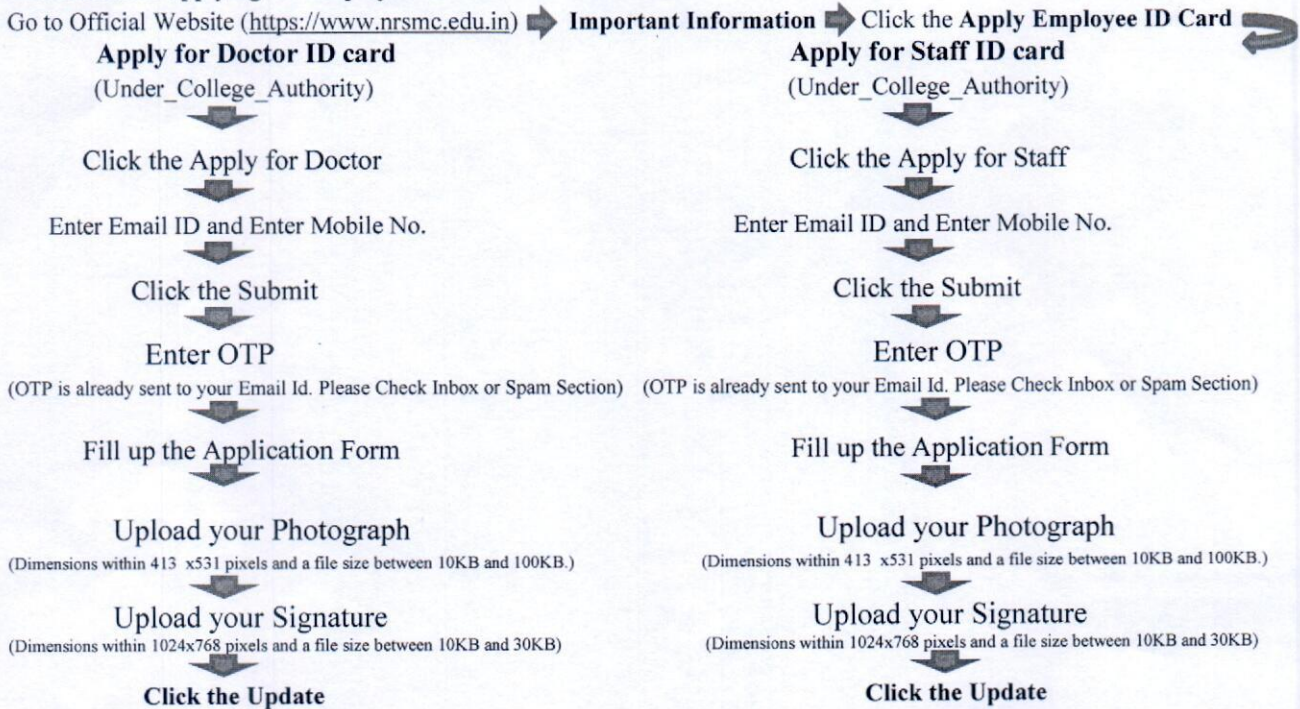 Go to Official Website (https://www.nrsmc.edu.in) Important Information Click the Apply Employee ID Card
Apply for Doctor ID card
(Under_College_Authority)
Click the Apply for Doctor
Enter Email ID and Enter Mobile No.
Click the Submit
Enter OTP
(OTP is already sent to your Email Id. Please Check Inbox or Spam Section)
Fill up the Application Form
Upload your Photograph
(Dimensions within 413 x531 pixels and a file size between 10KB and 100KB.)
Upload your Signature
(Dimensions within 1024x768 pixels and a file size between 10KB and 30KB)
Click the Update
Apply for Staff ID card
(Under_College_Authority)
Click the Apply for Staff
Enter Email ID and Enter Mobile No.
Click the Submit
Enter OTP
(OTP is already sent to your Email Id. Please Check Inbox or Spam Section)
Fill up the Application Form
Upload your Photograph
(Dimensions within 413 x531 pixels and a file size between 10KB and 100KB.)
Upload your Signature
(Dimensions within 1024x768 pixels and a file size between 10KB and 30KB)
Click the Update